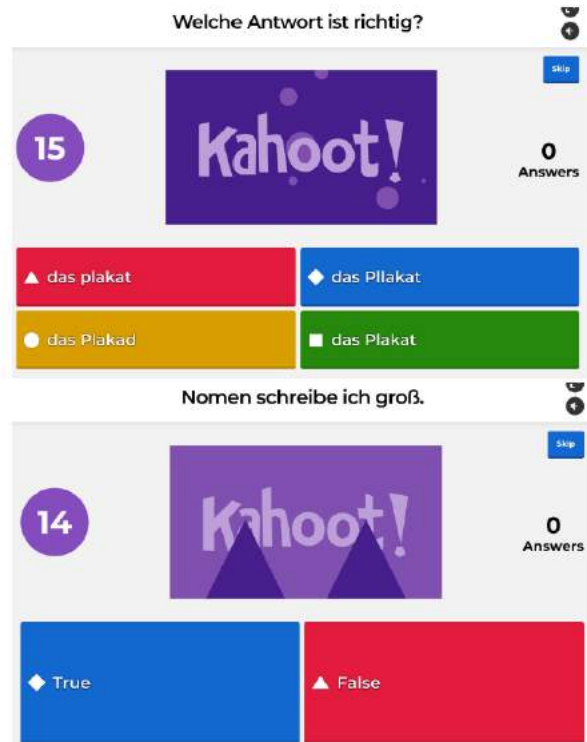 Welche Antwort ist richtig?
Skip
15
Kahoot!
0
Answers
das plakat
das Pllakat
das Plakad
das Plakat
Nomen schreibe ich groß.
Skip
14
Kahoot!
0
Answers
True
False